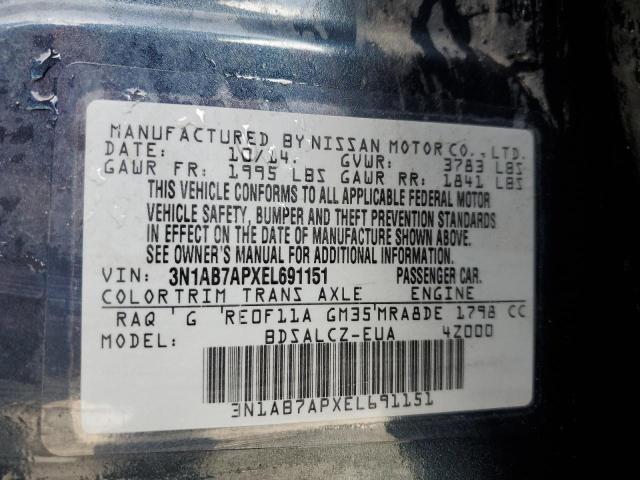 MANUFACTURED BY NISSAN MOTOR CO.,LTD.
DATE: 10/14. GVWR: 3783 LBS
GAWR FR: 1995 LBS GAWR RR: 1841 LBS
THIS VEHICLE CONFORMS TO ALL APPLICABLE FEDERAL MOTOR
VEHICLE SAFETY, BUMPER AND THEFT PREVENTION STANDARDS
IN EFFECT ON THE DATE OF MANUFACTURE SHOWN ABOVE.
SEE OWNER'S MANUAL FOR ADDITIONAL INFORMATION.
VIN: 3N1AB7APXEL691151 PASSENGER CAR.
COLOR TRIM TRANS AXLE ENGINE
RAQ G RE0F11A GM35 MRA8DE 1798 CC
MODEL: BDSALCZ-EUA 4Z000
3N1AB7APXEL691151